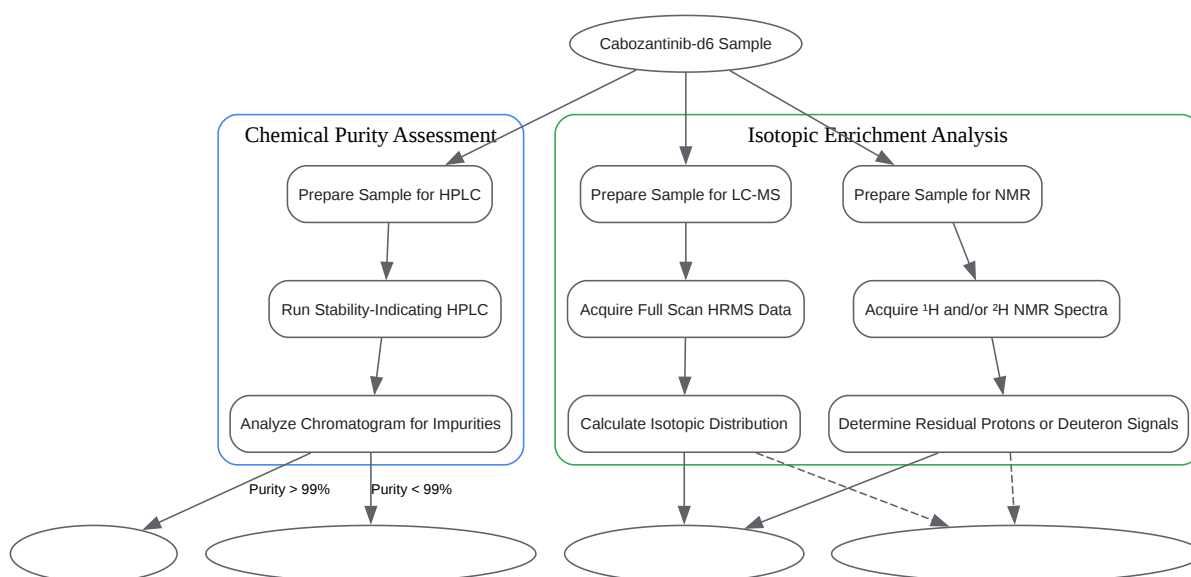 Cabozantinib-d6 Sample
Chemical Purity Assessment
Isotopic Enrichment Analysis
Prepare Sample for HPLC
Prepare Sample for LC-MS
Prepare Sample for NMR
Run Stability-Indicating HPLC
Acquire Full Scan HRMS Data
Acquire ¹H and/or ²H NMR Spectra
Analyze Chromatogram for Impurities
Calculate Isotopic Distribution
Determine Residual Protons or Deuteron Signals
Purity > 99%
Purity < 99%